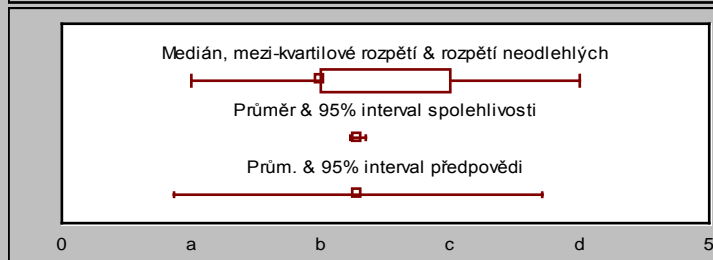 Medián, mezi-kvartilové rozpětí & rozpětí neodlehlých
Průměr & 95% interval spolehlivosti
Prům. & 95% interval předpovědi
0 a b c d 5